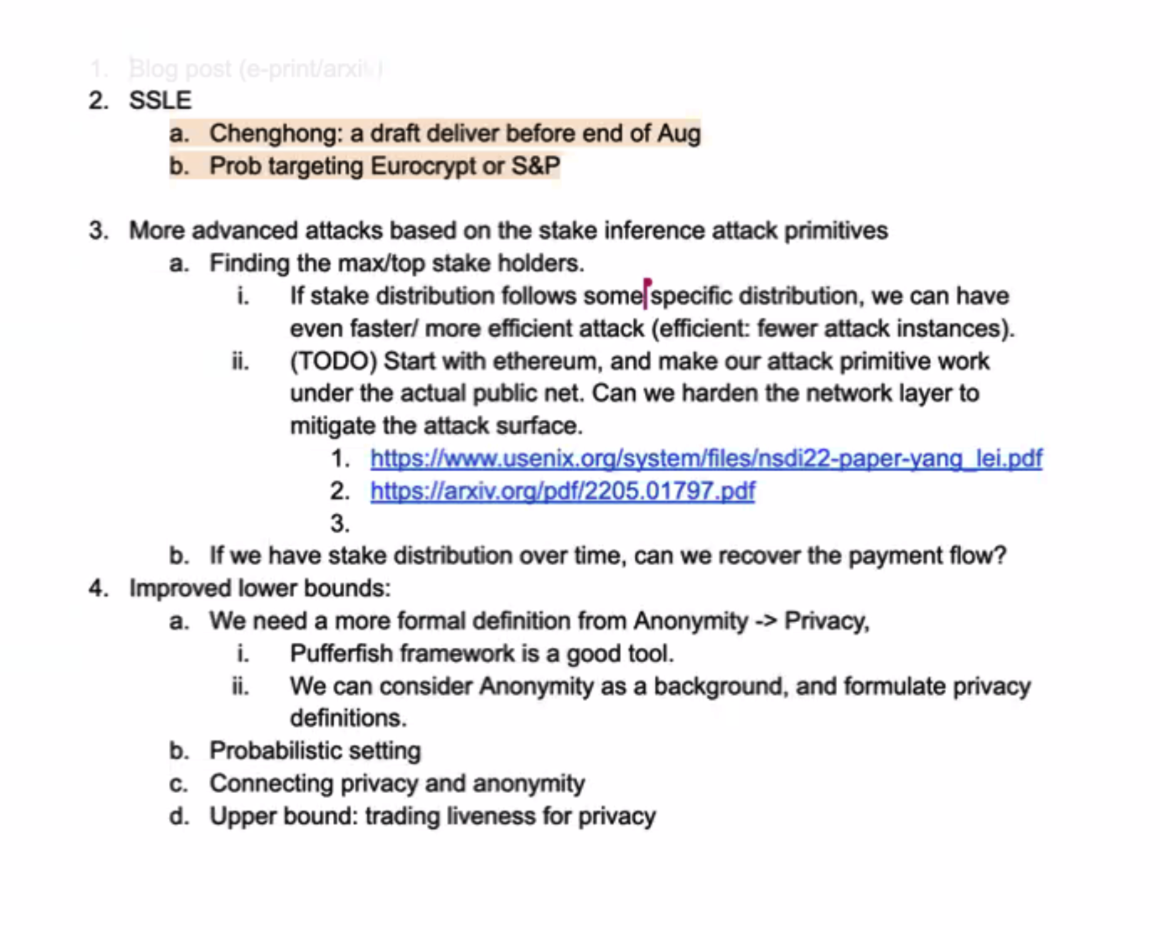 1. Blog post (e-print/arxiv)
2. SSLE
a. Chenghong: a draft deliver before end of Aug
b. Prob targeting Eurocrypt or S&P
3. More advanced attacks based on the stake inference attack primitives
a. Finding the max/top stake holders.
i. If stake distribution follows some specific distribution, we can have
even faster/ more efficient attack (efficient: fewer attack instances).
ii. (TODO) Start with ethereum, and make our attack primitive work
under the actual public net. Can we harden the network layer to
mitigate the attack surface.
1. https://www.usenix.org/system/files/nsdi22-paper-yang_lei.pdf
2. https://arxiv.org/pdf/2205.01797.pdf
3.
b. If we have stake distribution over time, can we recover the payment flow?
4. Improved lower bounds:
a. We need a more formal definition from Anonymity -> Privacy,
i. Pufferfish framework is a good tool.
ii. We can consider Anonymity as a background, and formulate privacy
definitions.
b. Probabilistic setting
c. Connecting privacy and anonymity
d. Upper bound: trading liveness for privacy